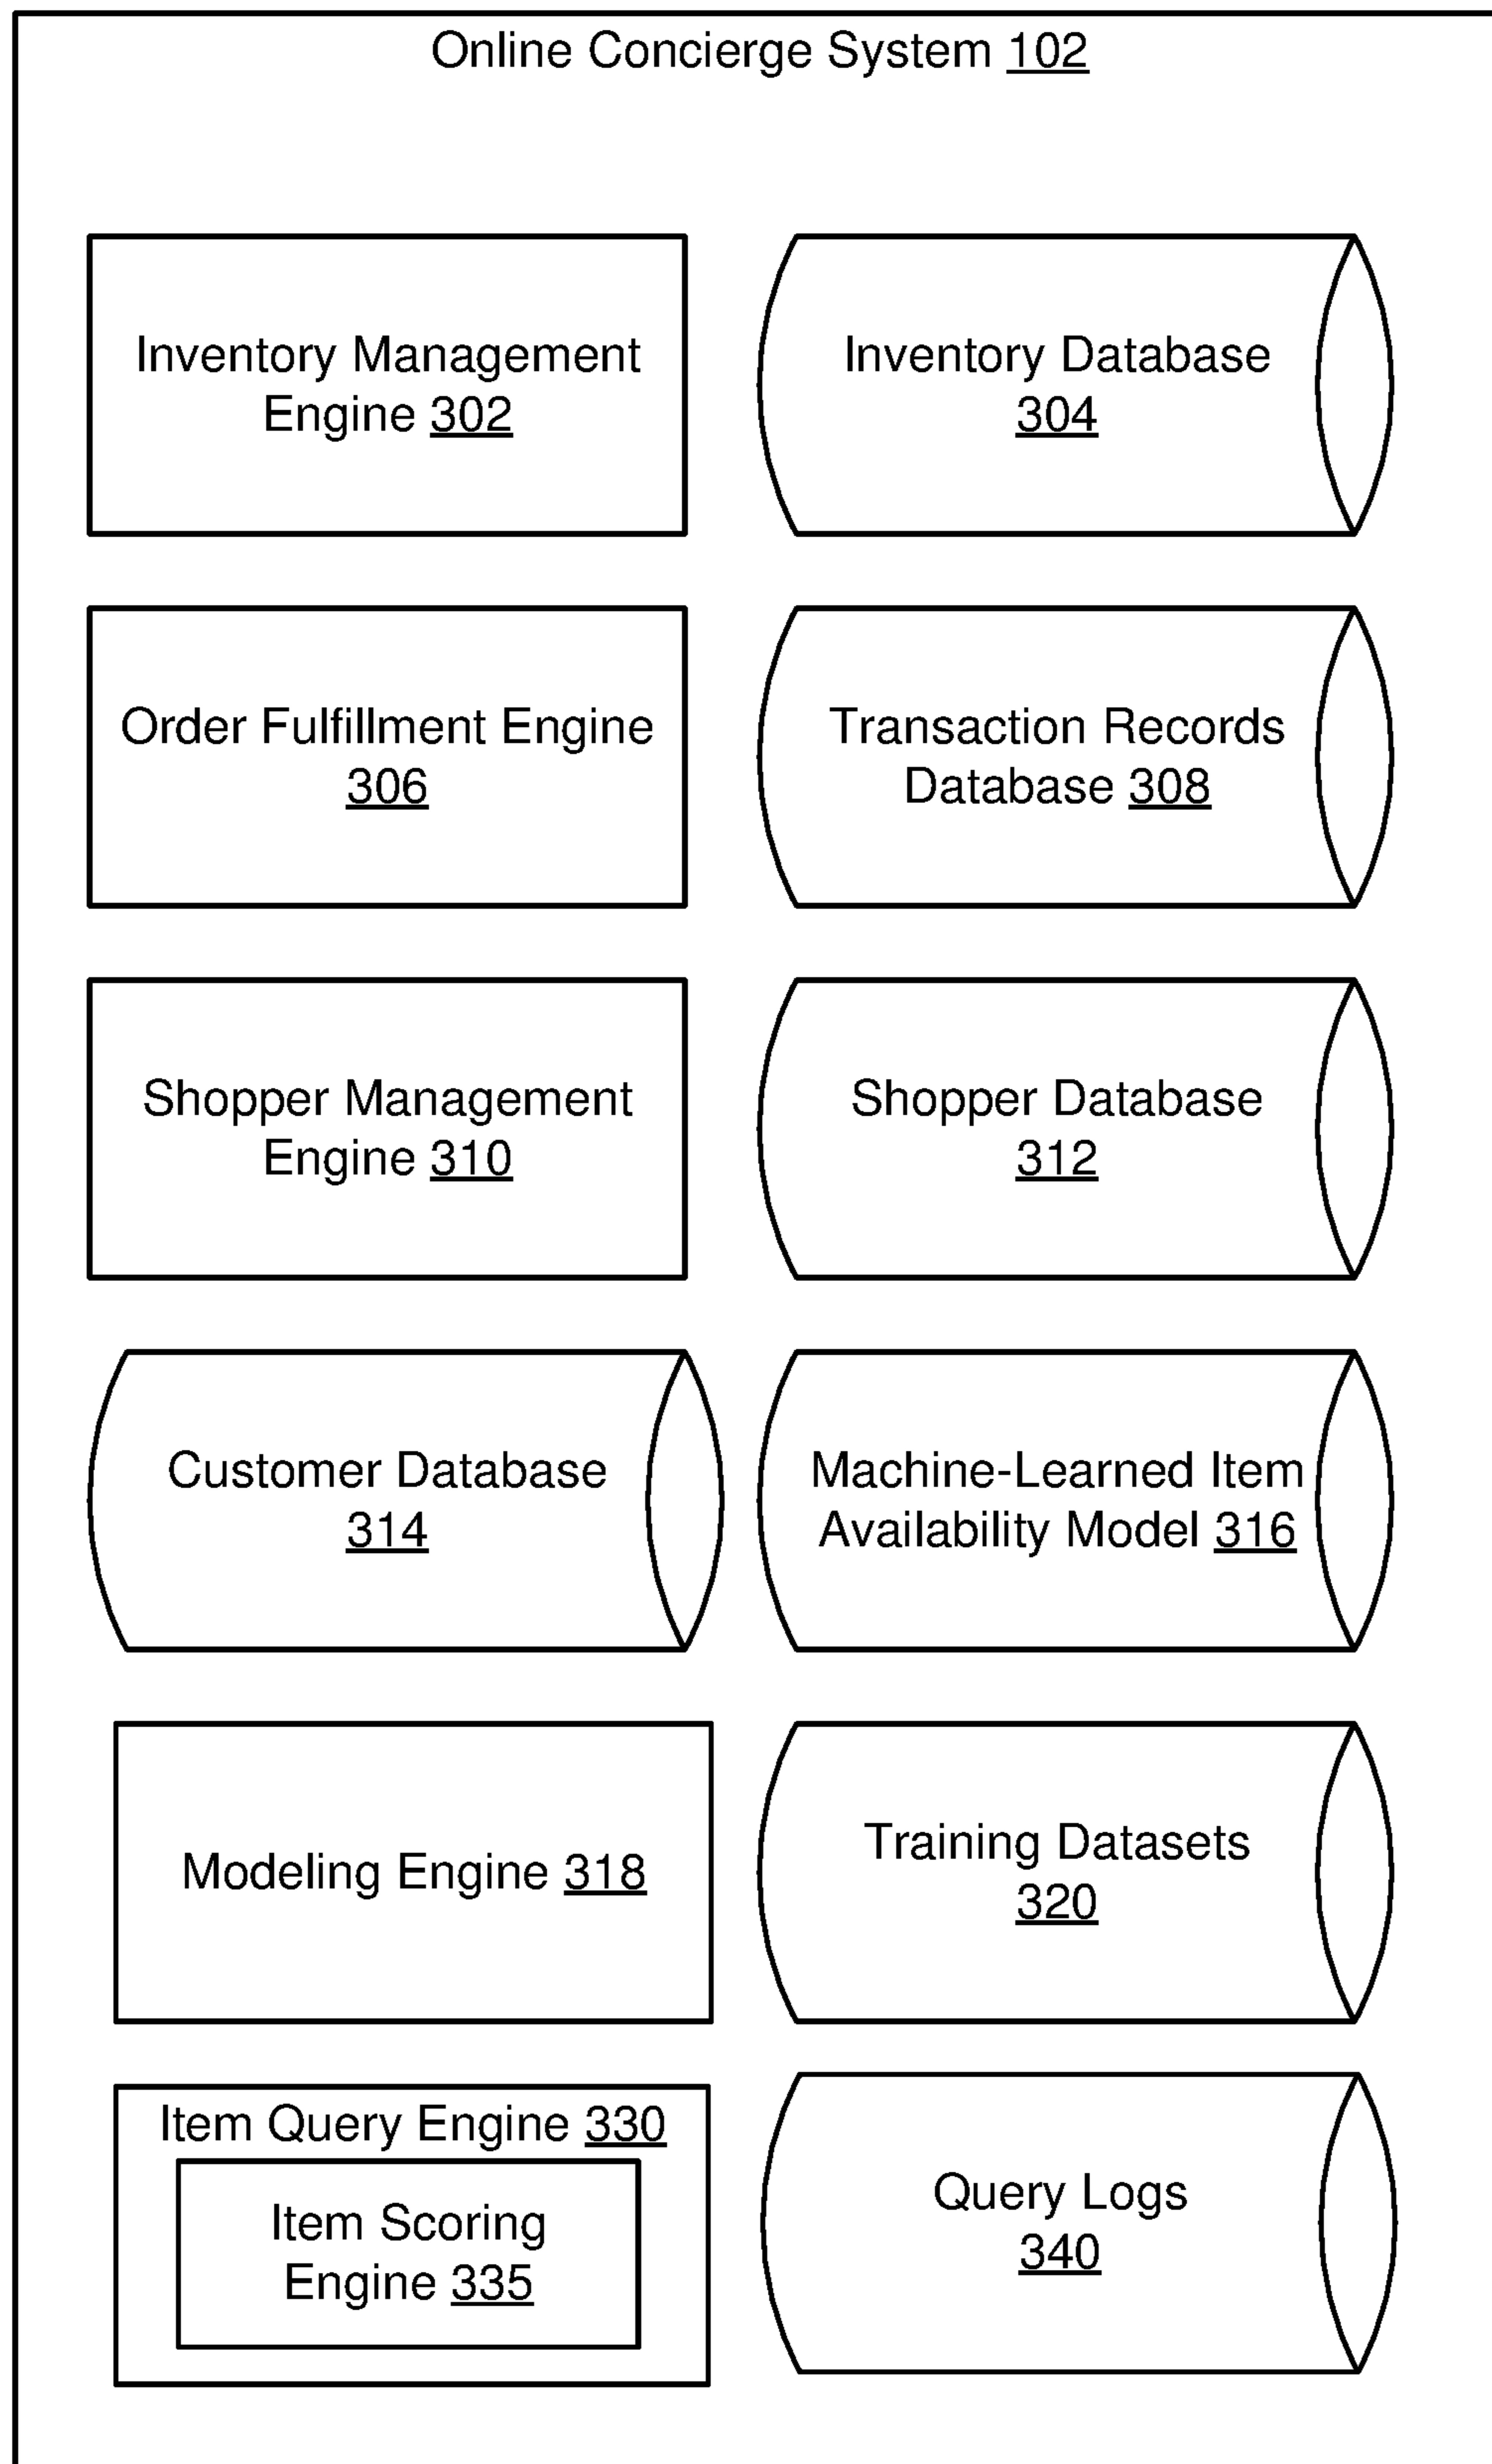 Online Concierge System 102
Inventory Management
Engine 302
Inventory Database
304
Order Fulfillment Engine
306
Transaction Records
Database 308
Shopper Management
Engine 310
Shopper Database
312
Customer Database
314
Machine-Learned Item
Availability Model 316
Modeling Engine 318
Training Datasets
320
Item Query Engine 330
Item Scoring
Engine 335
Query Logs
340